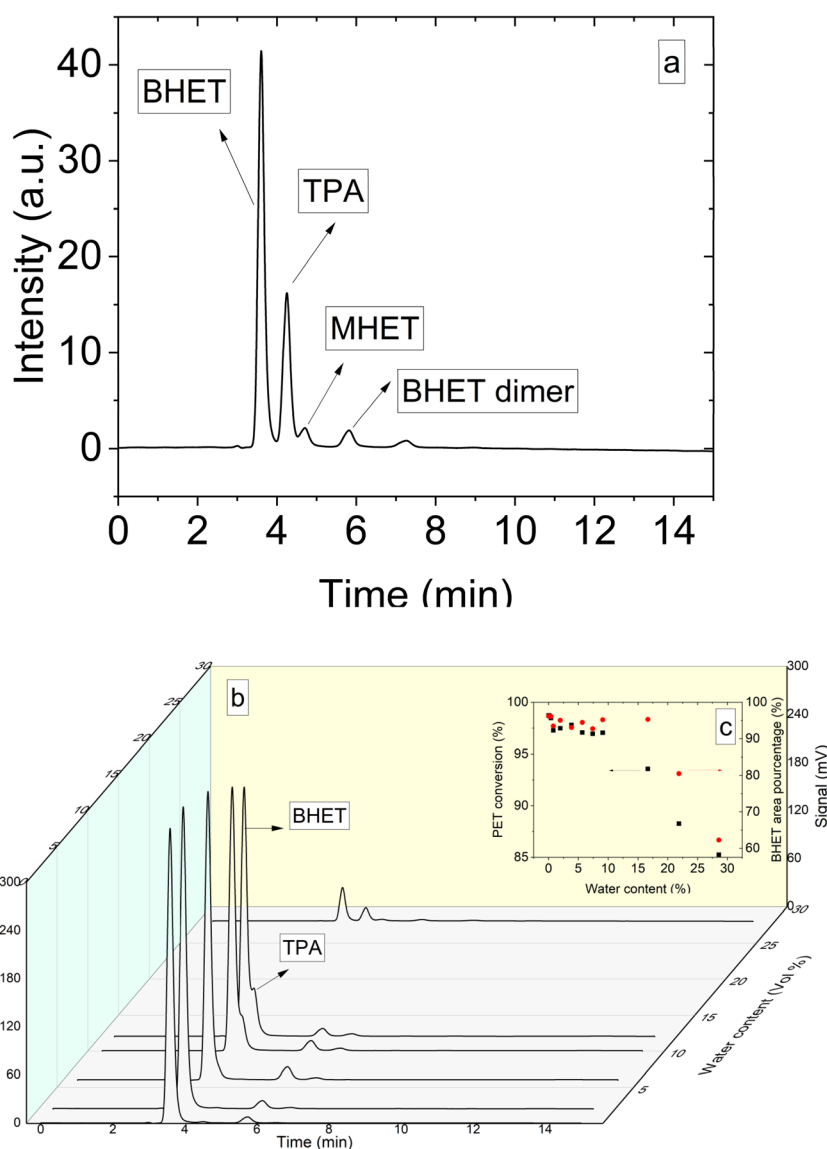 a
40
30
20
10
0
Intensity (a.u.)
BHET
TPA
MHET
BHET dimer
0 2 4 6 8 10 12 14
Time (min)
b
30
25
20
15
10
5
0
300
240
180
120
60
0
BHET
TPA
0 2 4 6 8 10 12 14
Time (min)
5
10
15
20
25
30
Water content (Vol %)
300
240
180
120
60
0
Signal (mV)
c
100
95
90
85
PET conversion (%)
100
90
80
70
60
BHET area pourcentage (%)
0 5 10 15 20 25 30
Water content (%)